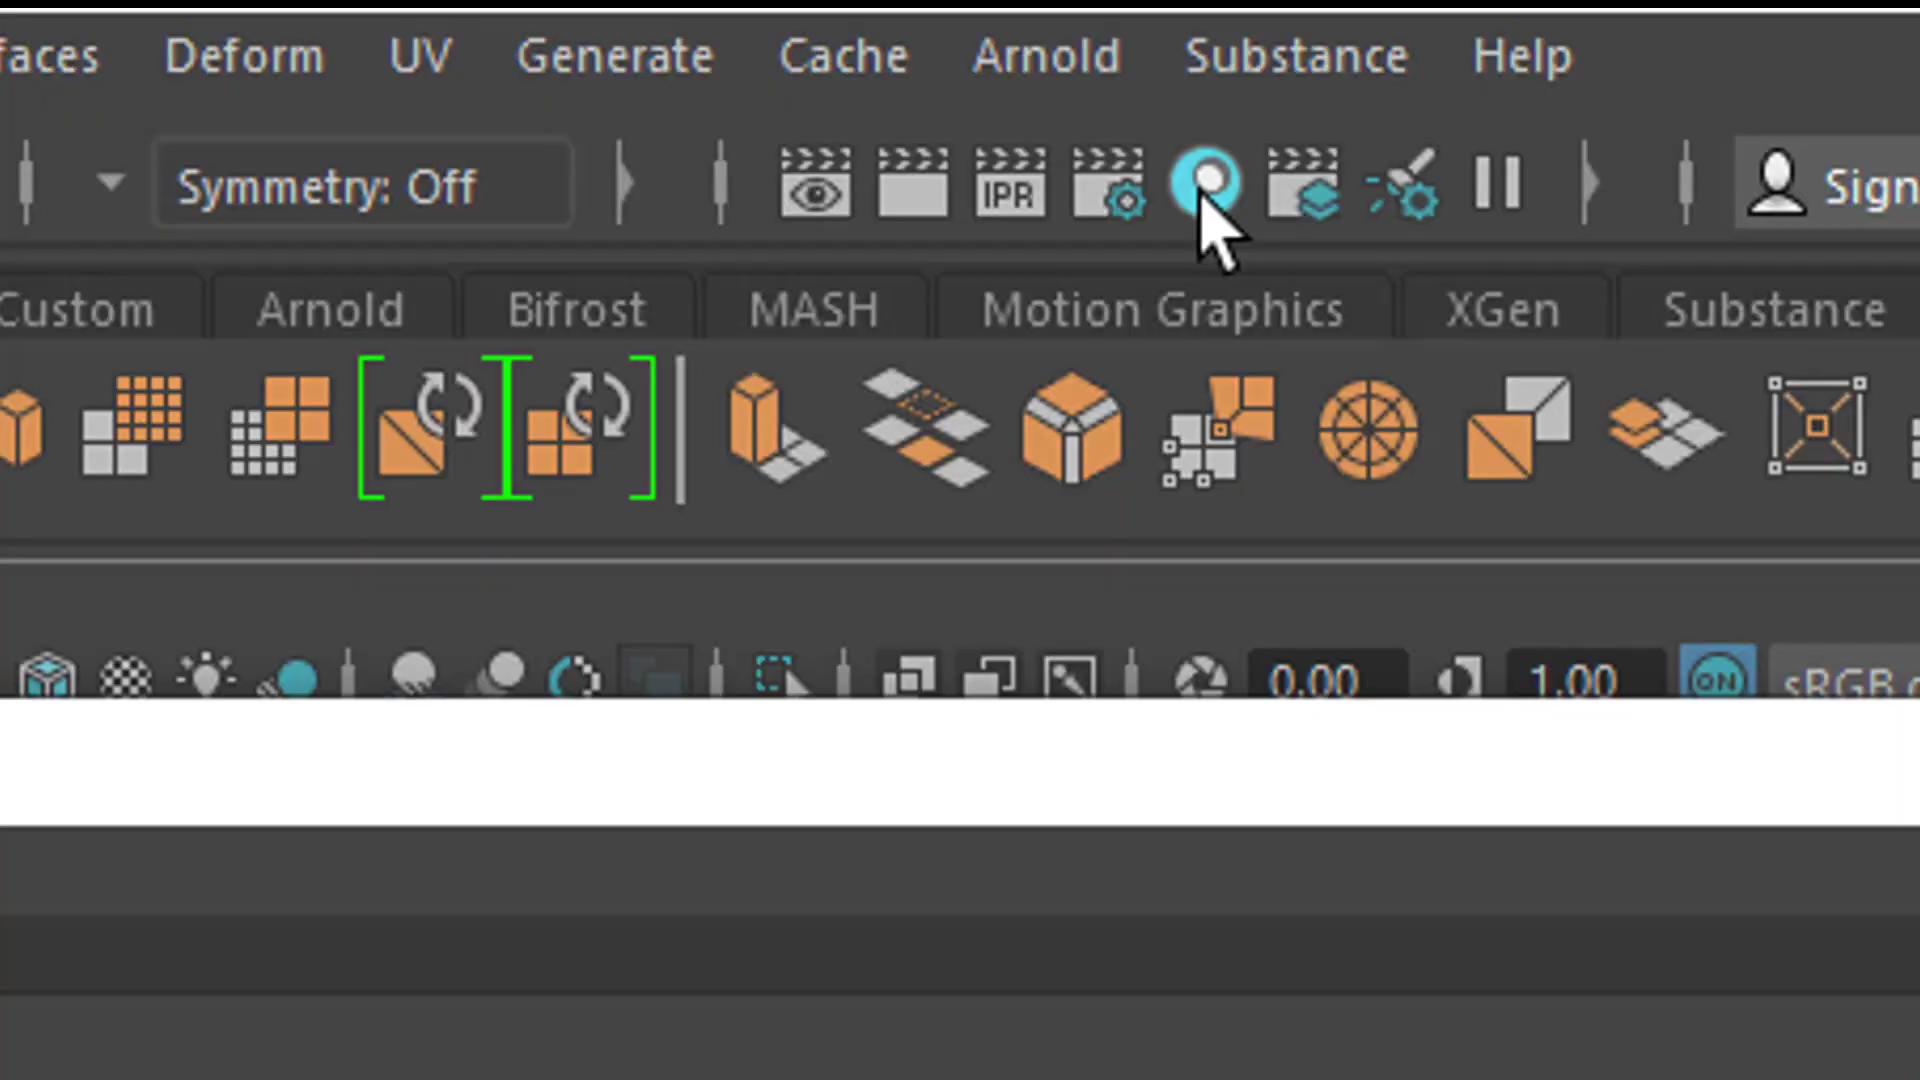 faces Deform UV Generate Cache Arnold Substance Help
Symmetry: Off IPR Sign
Custom Arnold Bifrost MASH Motion Graphics XGen Substance
0.00 1.00 ON sRGB